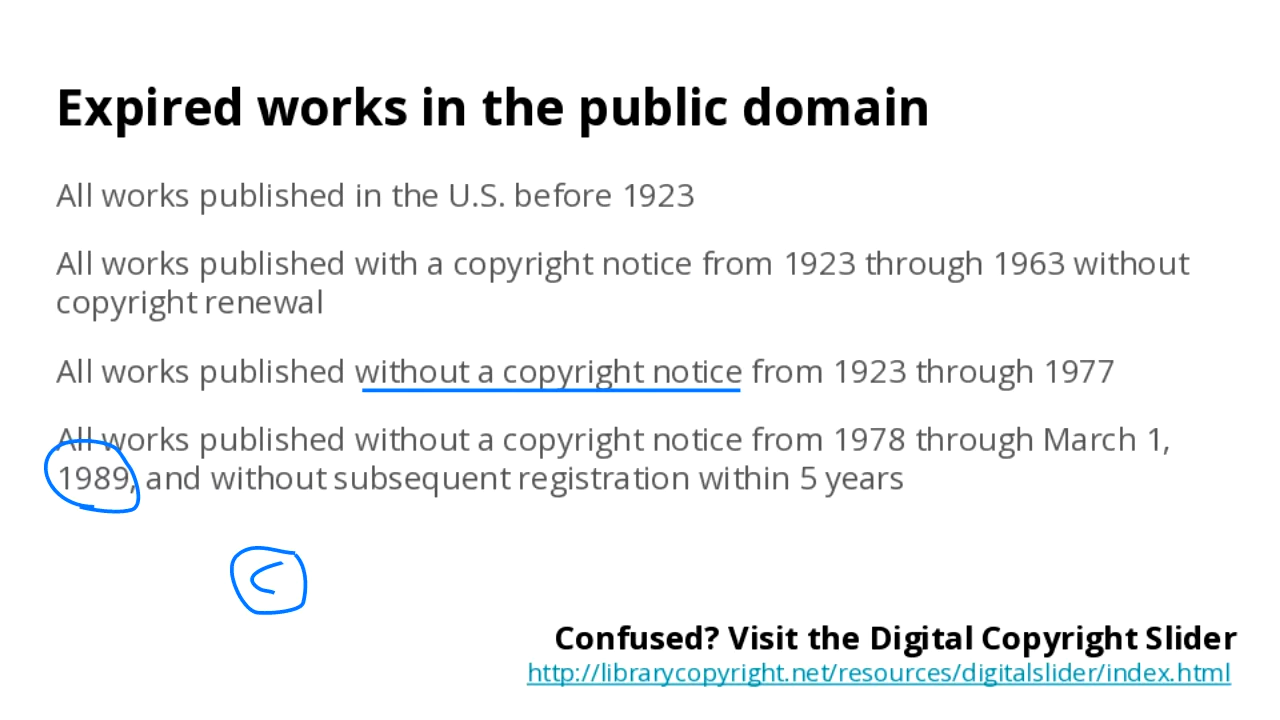 Expired works in the public domain
All works published in the U.S. before 1923
All works published with a copyright notice from 1923 through 1963 without
copyright renewal
All works published without a copyright notice from 1923 through 1977
All works published without a copyright notice from 1978 through March 1,
1989, and without subsequent registration within 5 years
©
Confused? Visit the Digital Copyright Slider
http://librarycopyright.net/resources/digitalslider/index.html